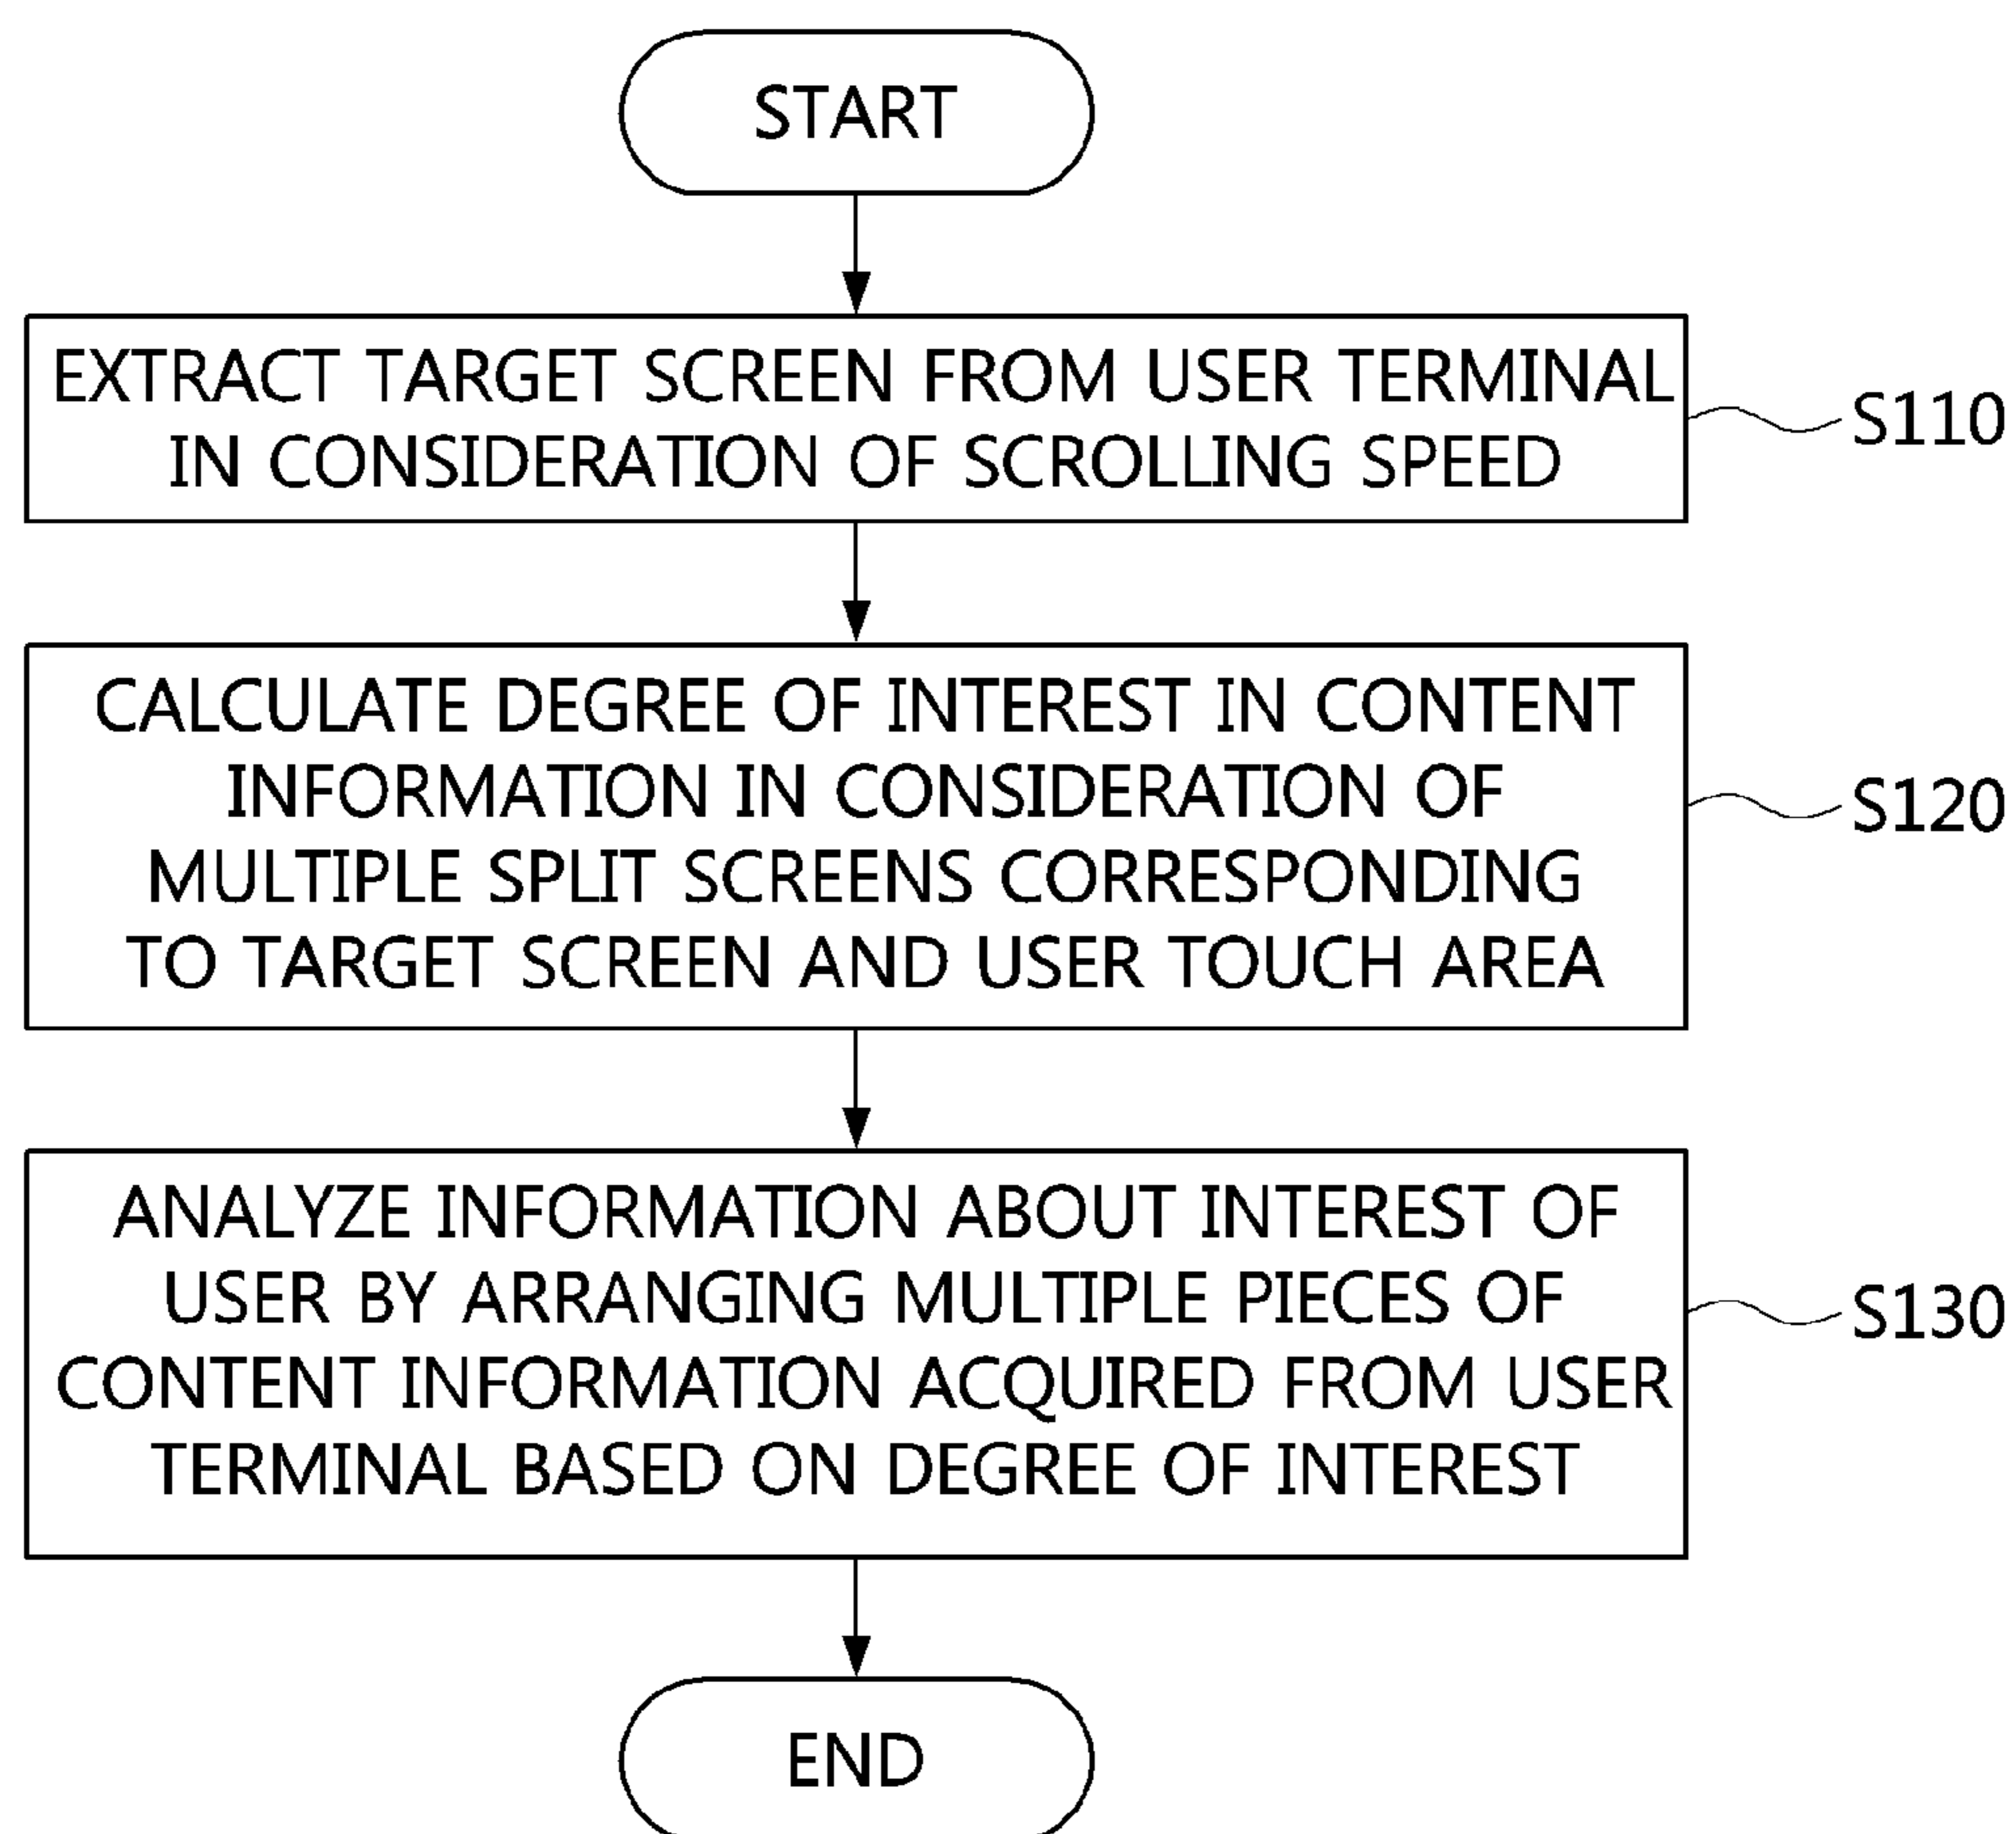 START
EXTRACT TARGET SCREEN FROM USER TERMINAL
IN CONSIDERATION OF SCROLLING SPEED
S110
CALCULATE DEGREE OF INTEREST IN CONTENT
INFORMATION IN CONSIDERATION OF
MULTIPLE SPLIT SCREENS CORRESPONDING
TO TARGET SCREEN AND USER TOUCH AREA
S120
ANALYZE INFORMATION ABOUT INTEREST OF
USER BY ARRANGING MULTIPLE PIECES OF
CONTENT INFORMATION ACQUIRED FROM USER
TERMINAL BASED ON DEGREE OF INTEREST
S130
END